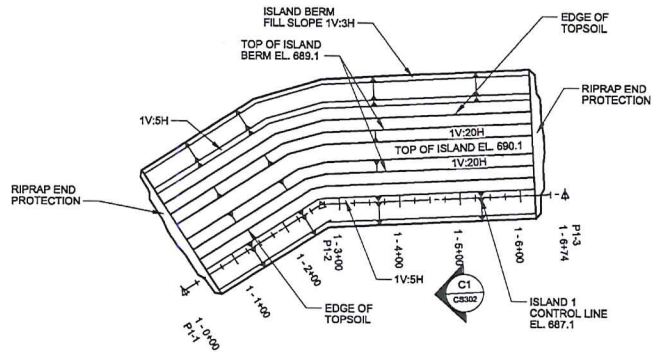 ISLAND BERM
FILL SLOPE 1V:3H
EDGE OF
TOPSOIL
TOP OF ISLAND
BERM EL. 689.1
RIPRAP END
PROTECTION
1V:5H
1V:20H
TOP OF ISLAND EL. 690.1
1V:20H
RIPRAP END
PROTECTION
P1-1
1-0+00
1-1+00
1-2+00
P1-2
1-3+00
1-4+00
1-5+00
1-6+00
P1-3
1-6+74
1V:5H
C1
CS302
EDGE OF
TOPSOIL
ISLAND 1
CONTROL LINE
EL. 687.1